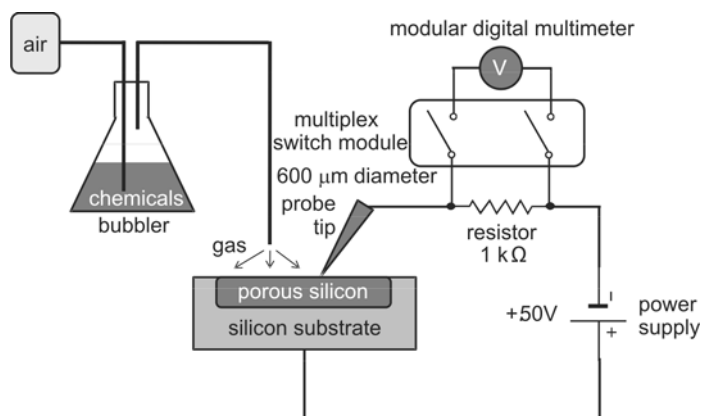 air
modular digital multimeter
V
multiplex
switch module
600 μm diameter
probe
tip
chemicals
bubbler
gas
resistor
1 kΩ
porous silicon
silicon substrate
+.50V
-
+
power
supply